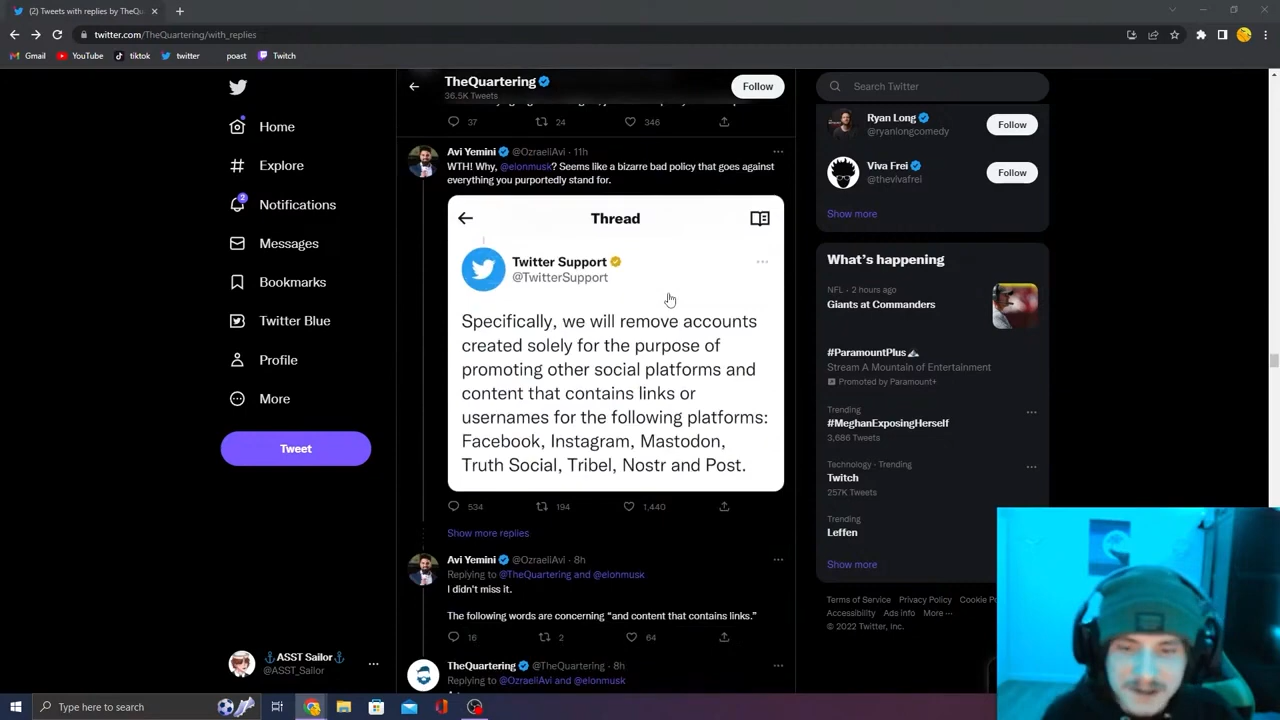 (2) Tweets with replies by TheQu
twitter.com/TheQuartering/with_replies
Gmail YouTube tiktok twitter poast Twitch
TheQuartering
36.5K Tweets
Follow
37 24 346
Home
Explore
2
Notifications
Messages
Bookmarks
Twitter Blue
Profile
More
Tweet
ASST Sailor
@ASST_Sailor
Avi Yemini @OzraeliAvi · 11h
WTH! Why, @elonmusk? Seems like a bizarre bad policy that goes against
everything you purportedly stand for.
Thread
Twitter Support
@TwitterSupport
Specifically, we will remove accounts
created solely for the purpose of
promoting other social platforms and
content that contains links or
usernames for the following platforms:
Facebook, Instagram, Mastodon,
Truth Social, Tribel, Nostr and Post.
534 194 1,440
Show more replies
Avi Yemini @OzraeliAvi · 8h
Replying to @TheQuartering and @elonmusk
I didn't miss it.
The following words are concerning “and content that contains links.”
16 2 64
TheQuartering @TheQuartering · 8h
Replying to @OzraeliAvi and @elonmusk
Search Twitter
Ryan Long
@ryanlongcomedy
Follow
Viva Frei
@thevivafrei
Follow
Show more
What's happening
NFL · 2 hours ago
Giants at Commanders
#ParamountPlus
Stream A Mountain of Entertainment
Promoted by Paramount+
Trending
#MeghanExposingHerself
3,686 Tweets
Technology · Trending
Twitch
257K Tweets
Trending
Leffen
Show more
Terms of Service Privacy Policy Cookie
Accessibility Ads info More
© 2022 Twitter, Inc.
Type here to search